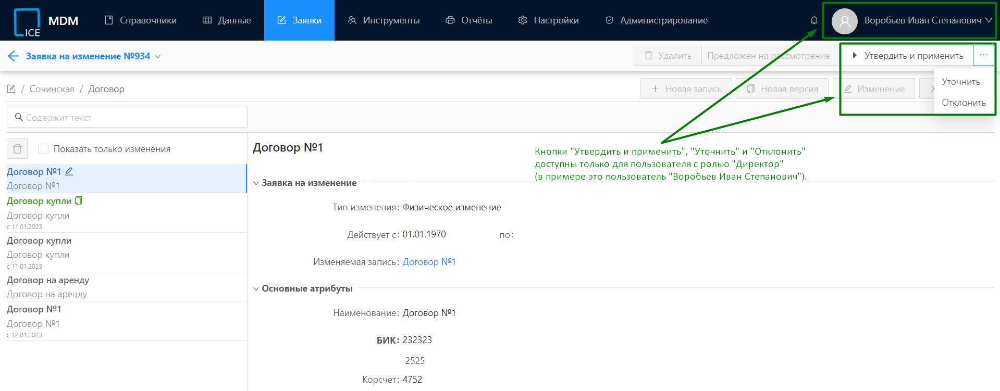 ICE
MDM
Справочники
Данные
Заявки
Инструменты
Отчёты
Настройки
Администрирование
Воробьев Иван Степанович
Заявка на изменение №934
Удалить
Предложен на рассмотрение
Утвердить и применить
...
Уточнить
Отклонить
/ Сочинская / Договор
Новая запись
Новая версия
Изменение
Содержит текст
Показать только изменения
Договор №1
Договор №1
Договор купли
Договор купли
с 11.01.2023
Договор купли
Договор купли
с 11.01.2023
Договор на аренду
Договор на аренду
Договор №1
Договор №1
с 12.01.2023
Договор №1
Кнопки "Утвердить и применить", "Уточнить" и "Отклонить"
доступны только для пользователя с ролью "Директор"
(в примере это пользователь "Воробьев Иван Степанович").
Заявка на изменение
Тип изменения: Физическое изменение
Действует с: 01.01.1970 по:
Изменяемая запись: Договор №1
Основные атрибуты
Наименование: Договор №1
БИК: 232323
2525
Корсчет: 4752